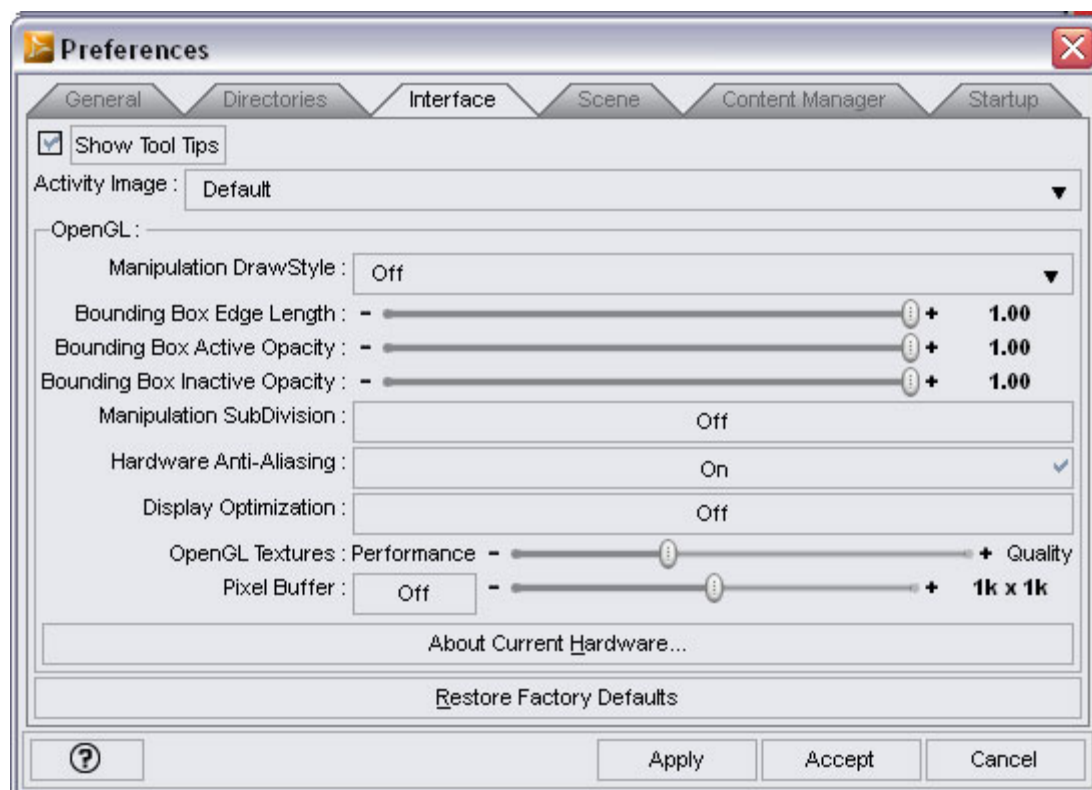 Preferences
General Directories Interface Scene Content Manager Startup
Show Tool Tips
Activity Image : Default
OpenGL :
Manipulation DrawStyle : Off
Bounding Box Edge Length : - + 1.00
Bounding Box Active Opacity : - + 1.00
Bounding Box Inactive Opacity : - + 1.00
Manipulation SubDivision : Off
Hardware Anti-Aliasing : On
Display Optimization : Off
OpenGL Textures : Performance - + Quality
Pixel Buffer : Off - + 1k x 1k
About Current Hardware...
Restore Factory Defaults
? Apply Accept Cancel